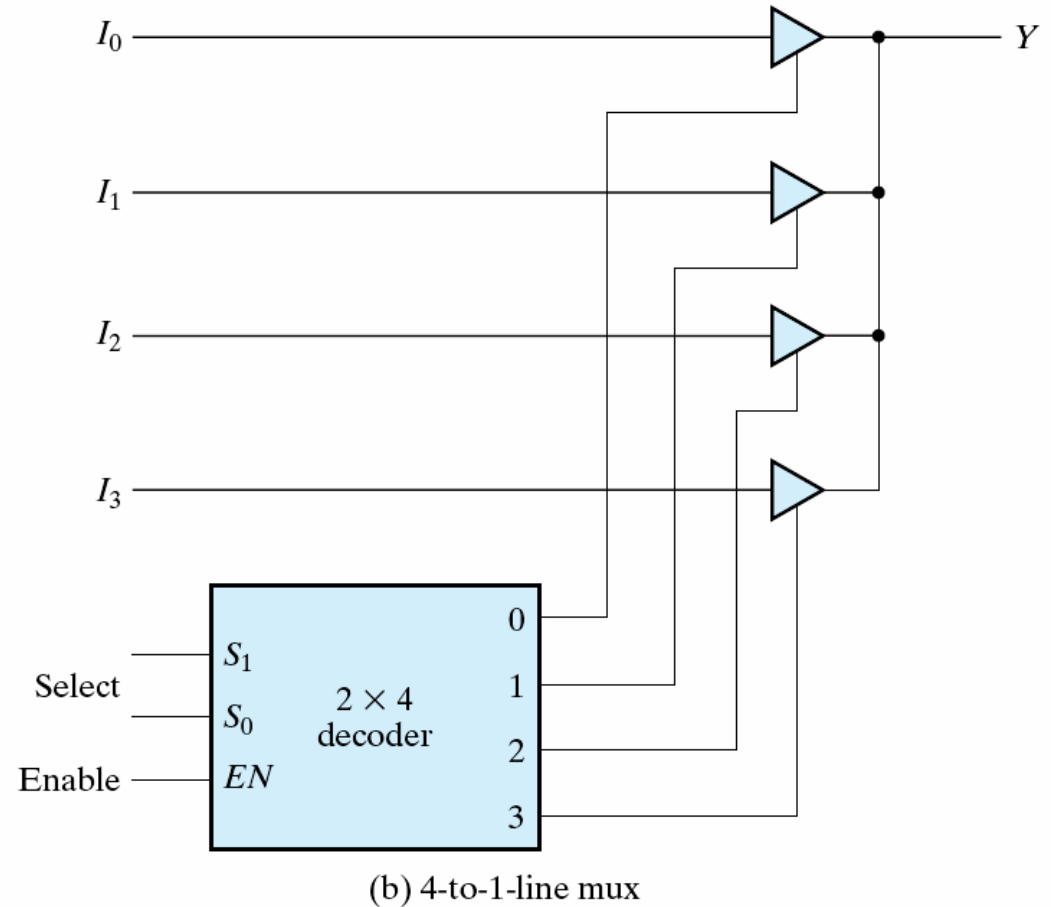 I₀
Y
I₁
I₂
I₃
0
S₁
Select
1
2 × 4
decoder
S₀
2
Enable
EN
3
(b) 4-to-1-line mux